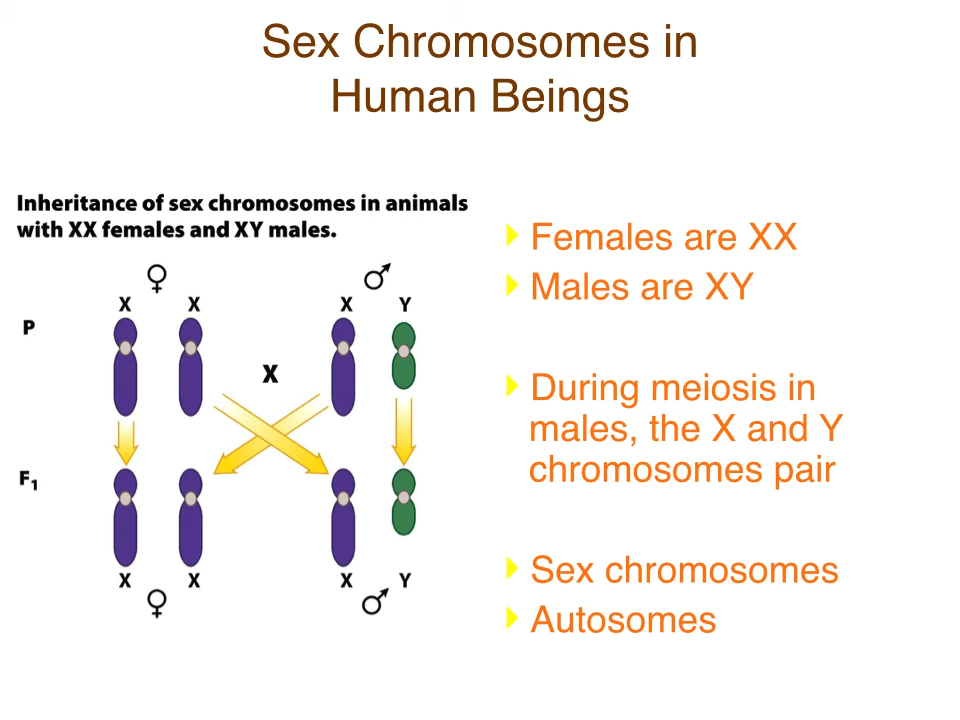 Sex Chromosomes in
Human Beings
Inheritance of sex chromosomes in animals
with XX females and XY males.
♀ ♂
X X X Y
P
X
F₁
X X X Y
♀ ♂
Females are XX
Males are XY
During meiosis in
males, the X and Y
chromosomes pair
Sex chromosomes
Autosomes